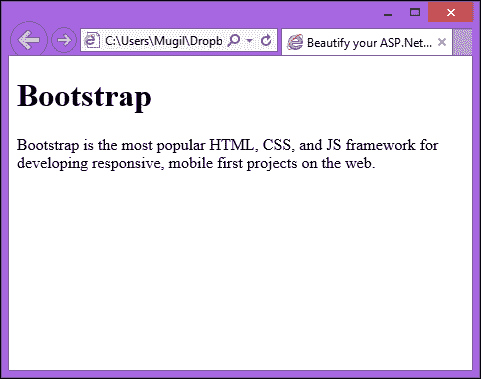 C:\Users\Mugil\Dropb
Beautify your ASP.Net...
Bootstrap
Bootstrap is the most popular HTML, CSS, and JS framework for
developing responsive, mobile first projects on the web.